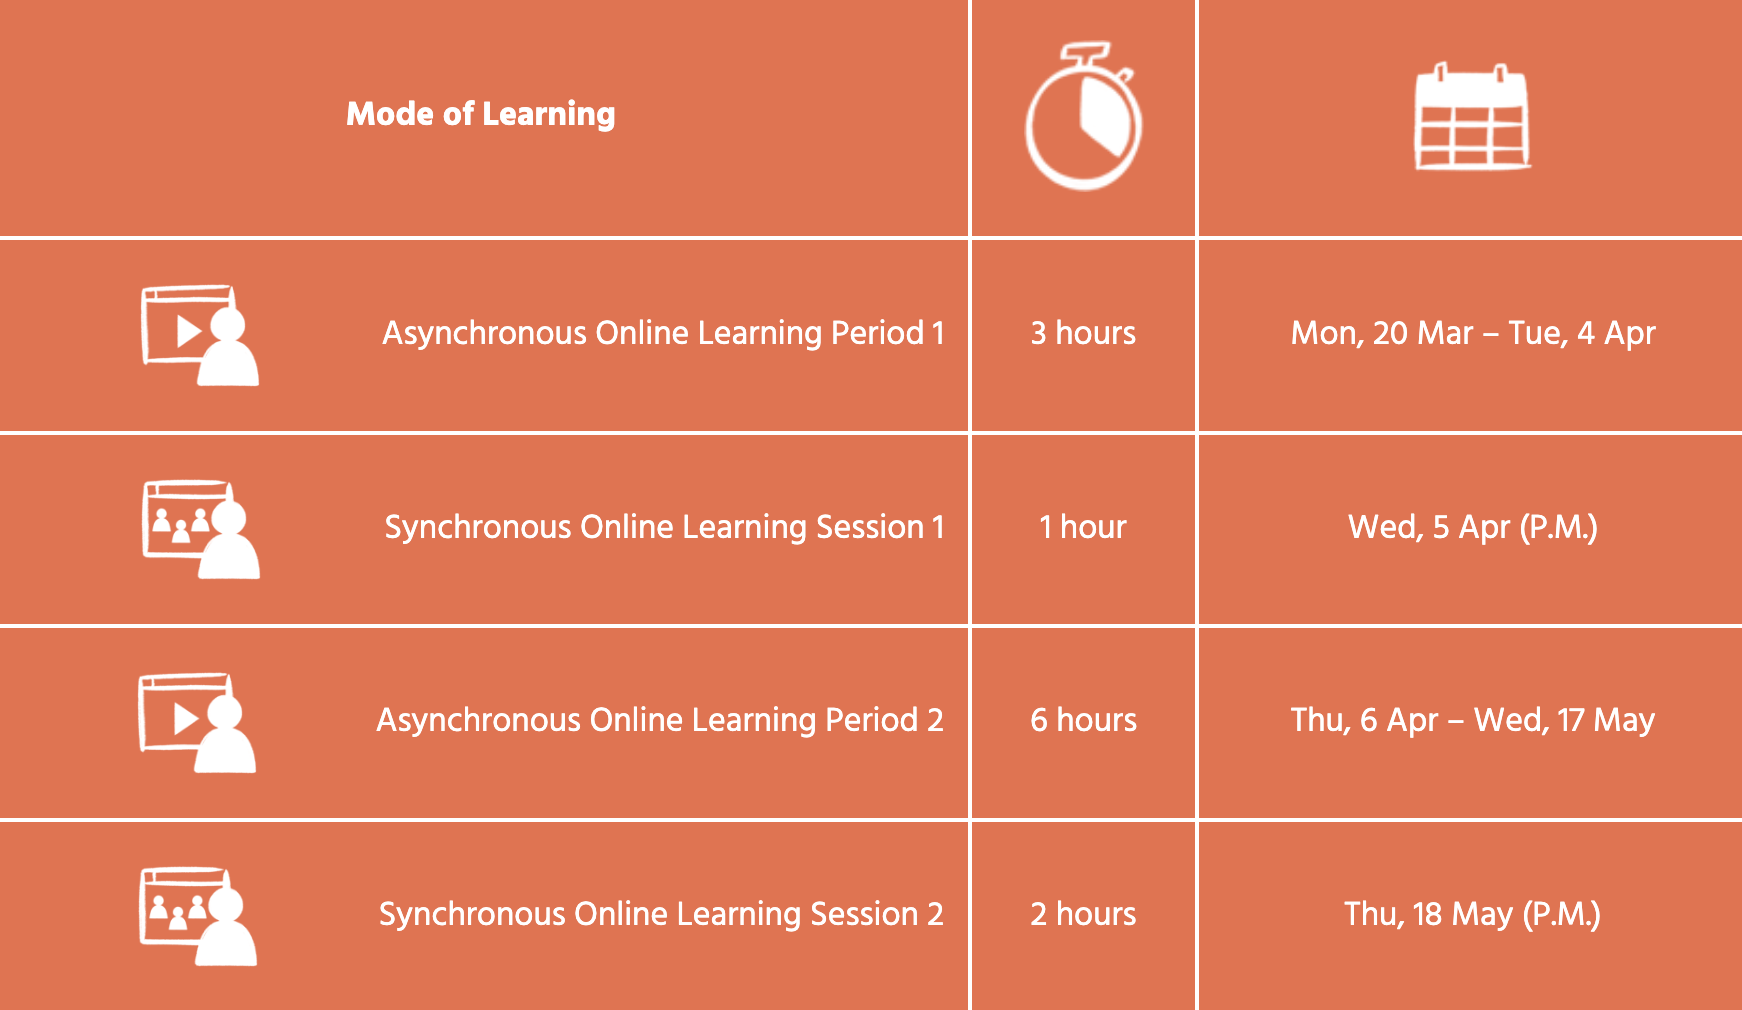 Mode of Learning
Asynchronous Online Learning Period 1 3 hours Mon, 20 Mar – Tue, 4 Apr
Synchronous Online Learning Session 1 1 hour Wed, 5 Apr (P.M.)
Asynchronous Online Learning Period 2 6 hours Thu, 6 Apr – Wed, 17 May
Synchronous Online Learning Session 2 2 hours Thu, 18 May (P.M.)